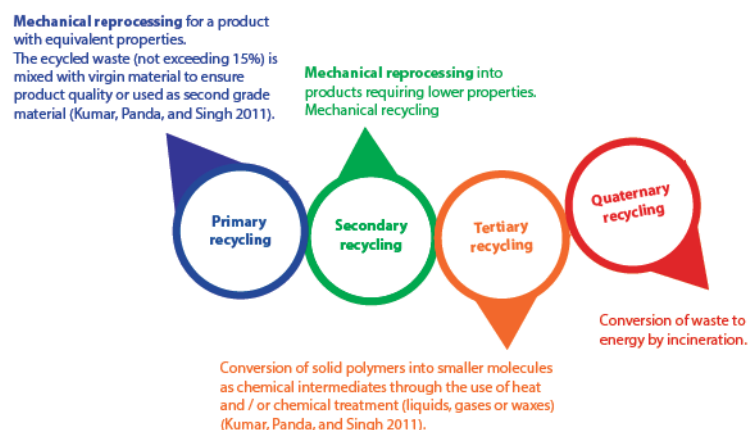 Mechanical reprocessing for a product
with equivalent properties.
The ecycled waste (not exceeding 15%) is
mixed with virgin material to ensure
product quality or used as second grade
material (Kumar, Panda, and Singh 2011).
Mechanical reprocessing into
products requiring lower properties.
Mechanical recycling
Primary
recycling
Secondary
recycling
Tertiary
recycling
Quaternary
recycling
Conversion of waste to
energy by incineration.
Conversion of solid polymers into smaller molecules
as chemical intermediates through the use of heat
and / or chemical treatment (liquids, gases or waxes)
(Kumar, Panda, and Singh 2011).